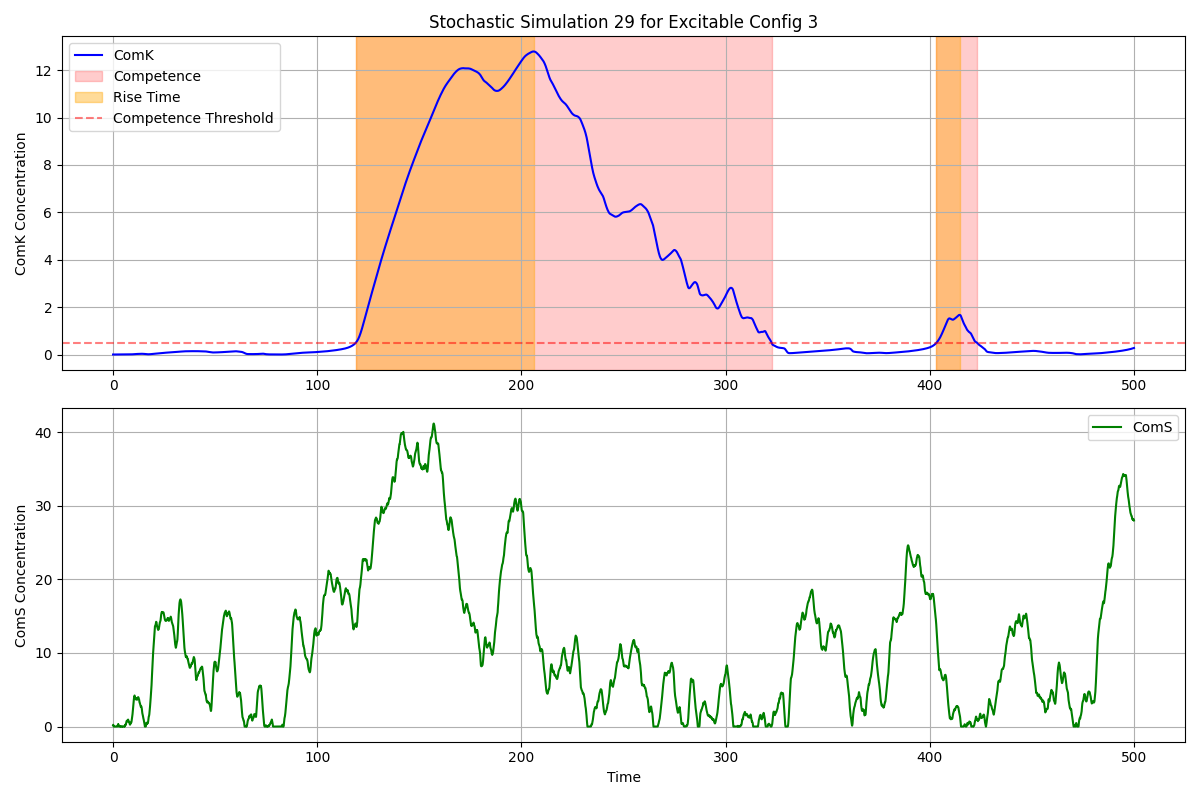 Stochastic Simulation 29 for Excitable Config 3
ComK Concentration
12
10
8
6
4
2
0
ComK
Competence
Rise Time
Competence Threshold
0 100 200 300 400 500
ComS Concentration
40
30
20
10
0
ComS
0 100 200 300 400 500
Time